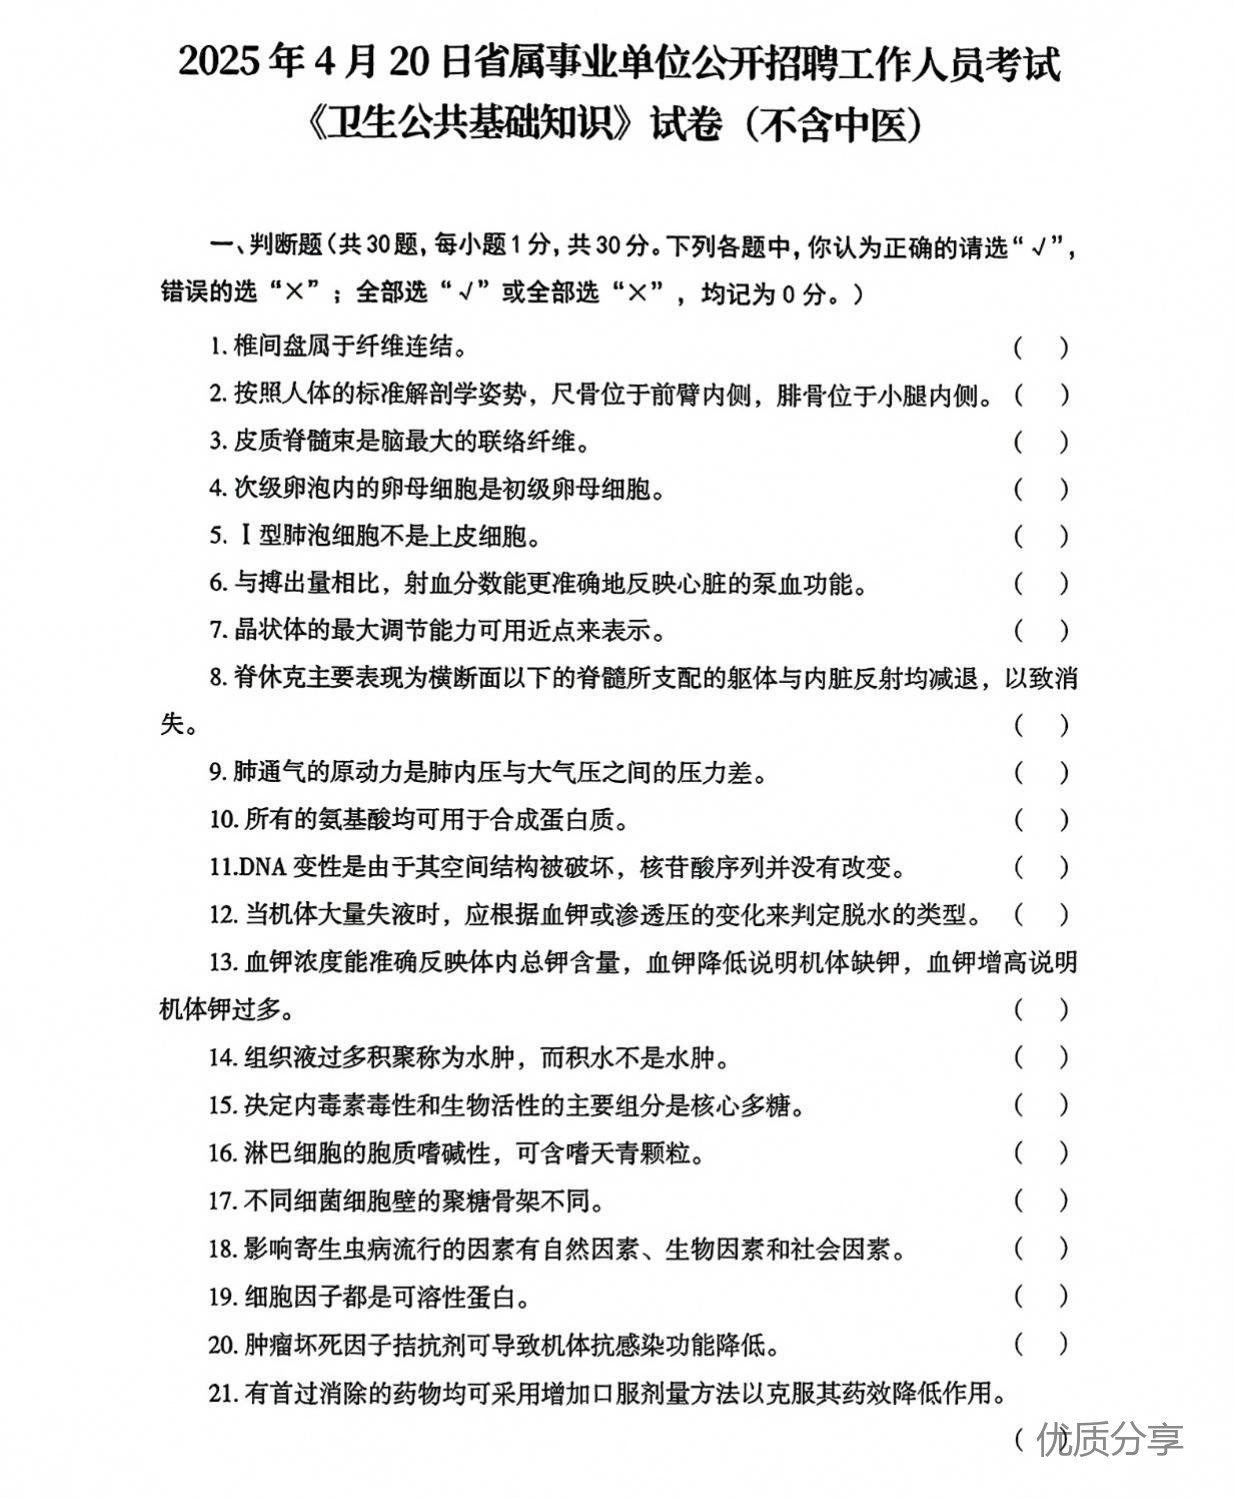 2025年4月20日省属事业单位公开招聘工作人员考试
《卫生公共基础知识》试卷（不含中医）
一、判断题（共30题，每小题1分，共30分。下列各题中，你认为正确的请选“√”，
错误的选“×”；全部选“√”或全部选“×”，均记为0分。）
1. 椎间盘属于纤维连结。 （ ）
2. 按照人体的标准解剖学姿势，尺骨位于前臂内侧，腓骨位于小腿内侧。（ ）
3. 皮质脊髓束是脑最大的联络纤维。 （ ）
4. 次级卵泡内的卵母细胞是初级卵母细胞。 （ ）
5. Ⅰ型肺泡细胞不是上皮细胞。 （ ）
6. 与搏出量相比，射血分数能更准确地反映心脏的泵血功能。 （ ）
7. 晶状体的最大调节能力可用近点来表示。 （ ）
8. 脊休克主要表现为横断面以下的脊髓所支配的躯体与内脏反射均减退，以致消
失。 （ ）
9. 肺通气的原动力是肺内压与大气压之间的压力差。 （ ）
10. 所有的氨基酸均可用于合成蛋白质。 （ ）
11.DNA 变性是由于其空间结构被破坏，核苷酸序列并没有改变。 （ ）
12. 当机体大量失液时，应根据血钾或渗透压的变化来判定脱水的类型。 （ ）
13. 血钾浓度能准确反映体内总钾含量，血钾降低说明机体缺钾，血钾增高说明
机体钾过多。 （ ）
14. 组织液过多积聚称为水肿，而积水不是水肿。 （ ）
15. 决定内毒素毒性和生物活性的主要组分是核心多糖。 （ ）
16. 淋巴细胞的胞质嗜碱性，可含嗜天青颗粒。 （ ）
17. 不同细菌细胞壁的聚糖骨架不同。 （ ）
18. 影响寄生虫病流行的因素有自然因素、生物因素和社会因素。 （ ）
19. 细胞因子都是可溶性蛋白。 （ ）
20. 肿瘤坏死因子拮抗剂可导致机体抗感染功能降低。 （ ）
21. 有首过消除的药物均可采用增加口服剂量方法以克服其药效降低作用。
（ ）
优质分享